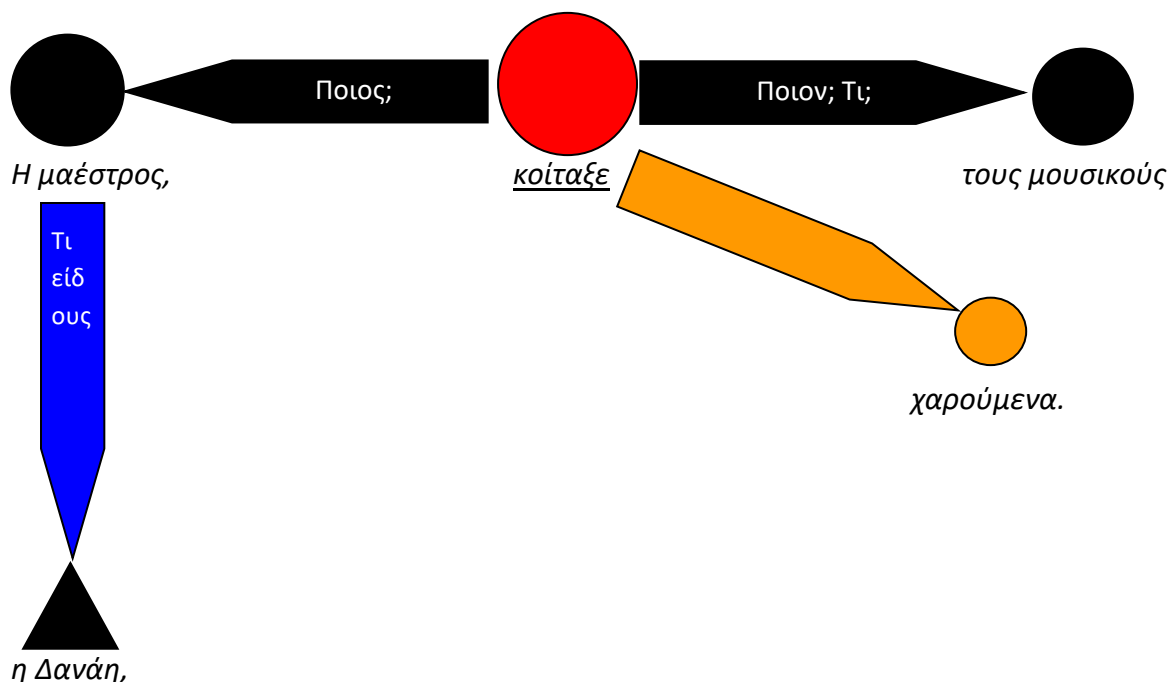 Ποιος;
Ποιον; Τι;
Η μαέστρος,
κοίταξε
τους μουσικούς
Τι
είδ
ους
χαρούμενα.
η Δανάη,